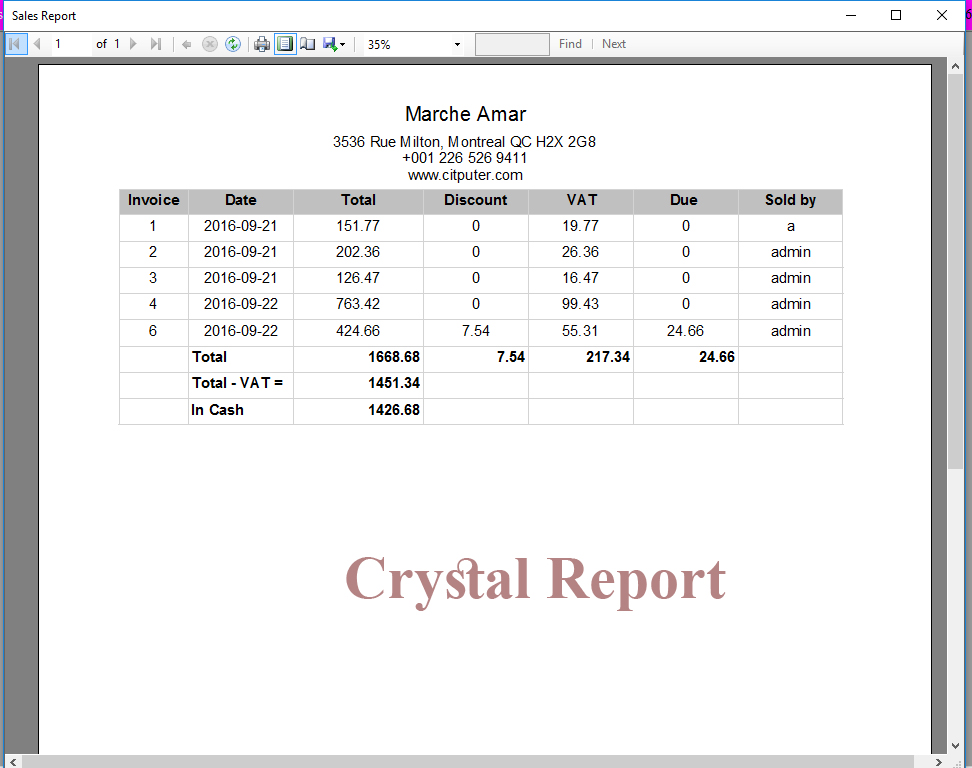 Sales Report
1 of 1 35% Find Next
Marche Amar
3536 Rue Milton, Montreal QC H2X 2G8
+001 226 526 9411
www.citputer.com
Invoice Date Total Discount VAT Due Sold by
1 2016-09-21 151.77 0 19.77 0 a
2 2016-09-21 202.36 0 26.36 0 admin
3 2016-09-21 126.47 0 16.47 0 admin
4 2016-09-22 763.42 0 99.43 0 admin
6 2016-09-22 424.66 7.54 55.31 24.66 admin
Total 1668.68 7.54 217.34 24.66
Total - VAT = 1451.34
In Cash 1426.68
Crystal Report